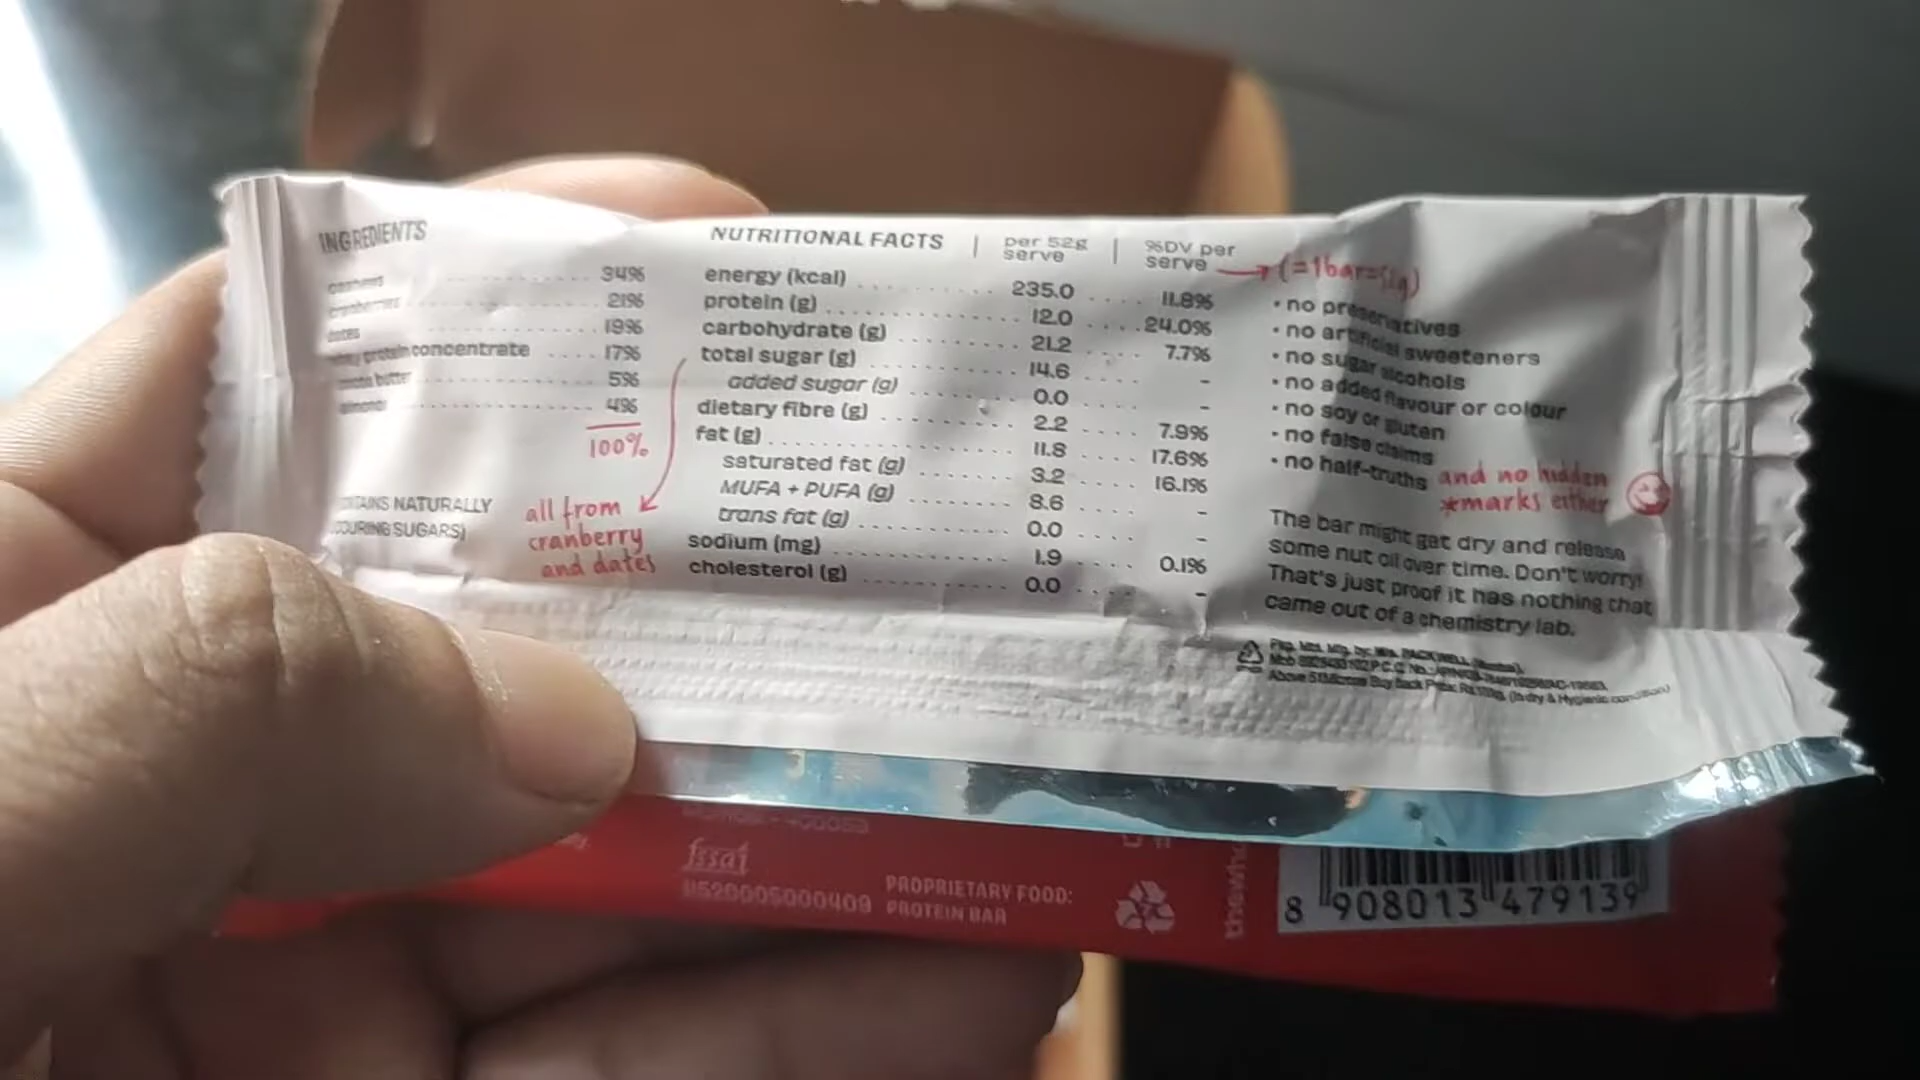 INGREDIENTS
cashews 34%
cranberries 21%
dates 19%
whey protein concentrate 17%
butter 5%
almonds 4%
100%
CONTAINS NATURALLY
SUGARS)
all from
cranberry
and dates
NUTRITIONAL FACTS | per 52g serve | %DV per serve
energy (kcal) 235.0 11.8%
protein (g) 12.0 24.0%
carbohydrate (g) 21.2 7.7%
total sugar (g) 14.6 -
added sugar (g) 0.0 -
dietary fibre (g) 2.2 7.9%
fat (g) 11.8 17.6%
saturated fat (g) 3.2 16.1%
MUFA + PUFA (g) 8.6 -
trans fat (g) 0.0 -
sodium (mg) 1.9 0.1%
cholesterol (g) 0.0 -
(=1bar=
• no preservatives
• no artificial sweeteners
• no sugar alcohols
• no added flavour or colour
• no soy or gluten
• no false claims
• no half-truths and no hidden
*marks either
The bar might get dry and release
some nut oil over time. Don't worry!
That's just proof it has nothing that
came out of a chemistry lab.
fssai
11520005000409
PROPRIETARY FOOD:
PROTEIN BAR
thewh
8 908013 479139